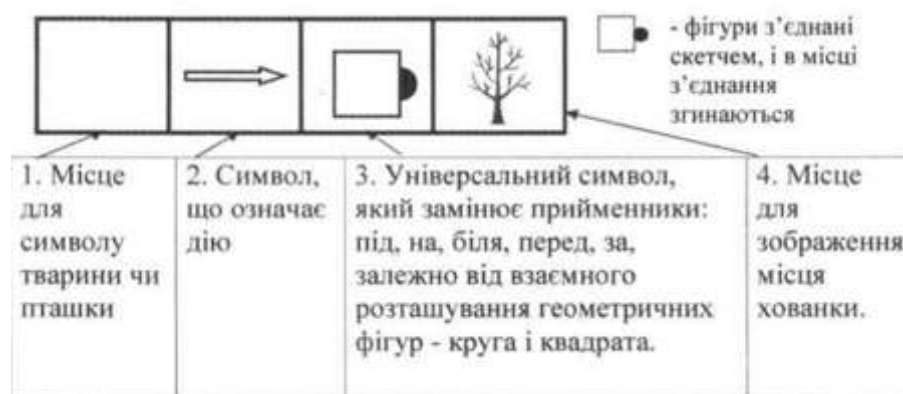 - фігури з’єднані
скетчем, і в місці
з’єднання
згинаються
1. Місце
для
символу
тварини чи
пташки
2. Символ,
що означає
дію
3. Універсальний символ,
який замінює прийменники:
під, на, біля, перед, за,
залежно від взаємного
розташування геометричних
фігур - круга і квадрата.
4. Місце
для
зображення
місця
хованки.